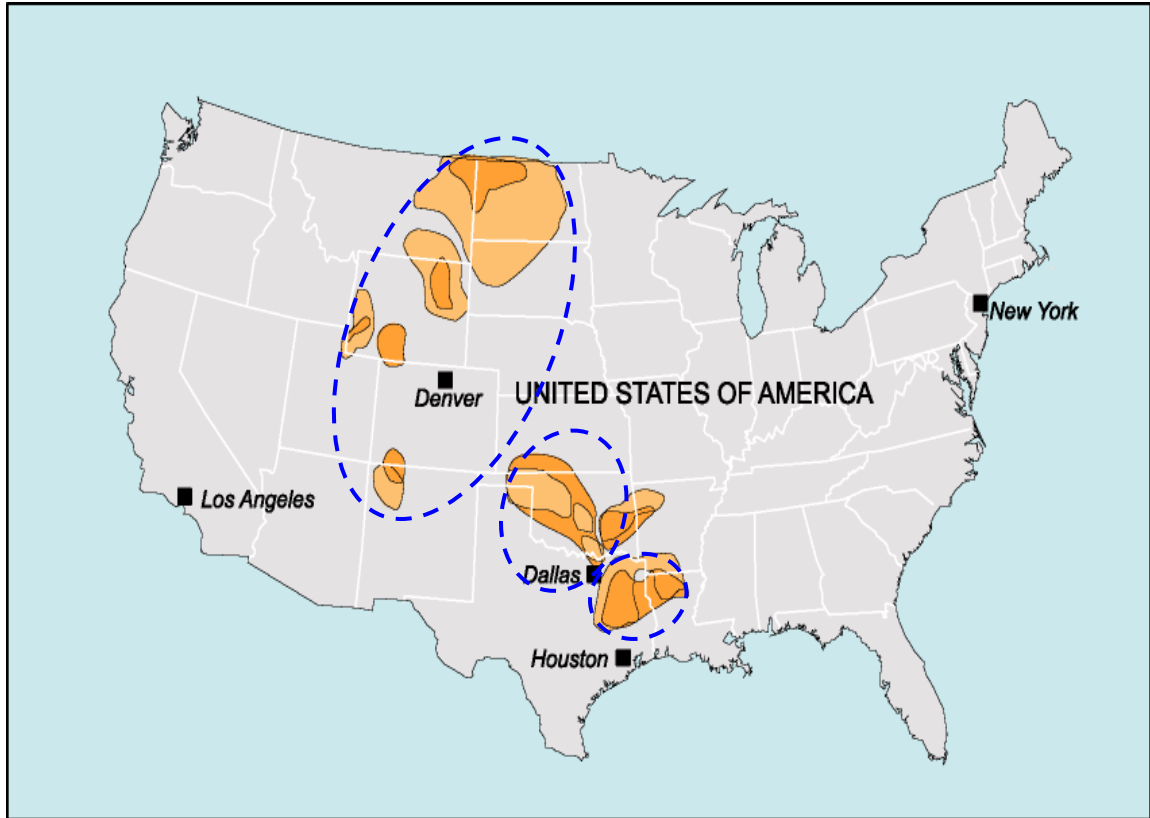 New York
Denver
UNITED STATES OF AMERICA
Los Angeles
Dallas
Houston